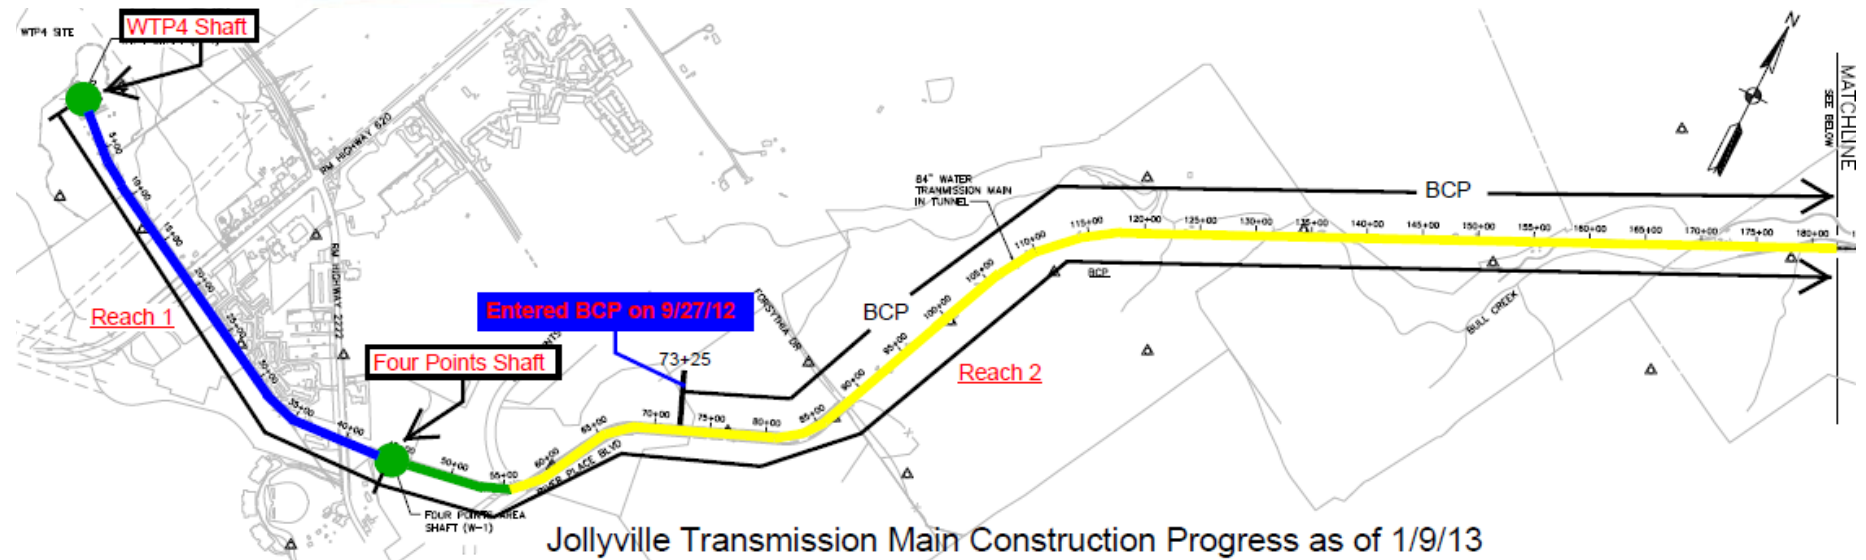 WTP4 SITE
WTP4 Shaft
5+00
10+00
15+00
20+00
25+00
30+00
35+00
40+00
50+00
55+00
60+00
65+00
70+00
75+00
80+00
85+00
90+00
95+00
100+00
105+00
110+00
115+00
120+00
125+00
130+00
135+00
140+00
145+00
150+00
155+00
160+00
165+00
170+00
175+00
180+00
RM HIGHWAY 620
RM HIGHWAY 2222
Reach 1
Four Points Shaft
FOUR POINTS AREA
SHAFT (W-1)
Entered BCP on 9/27/12
73+25
RIVER PLACE BLVD
FORSYTHIA DR
BCP
84" WATER
TRANMISSION MAIN
IN TUNNEL
BCP
BCP
Reach 2
BULL CREEK
N
MATCHLINE
SEE BELOW
Jollyville Transmission Main Construction Progress as of 1/9/13